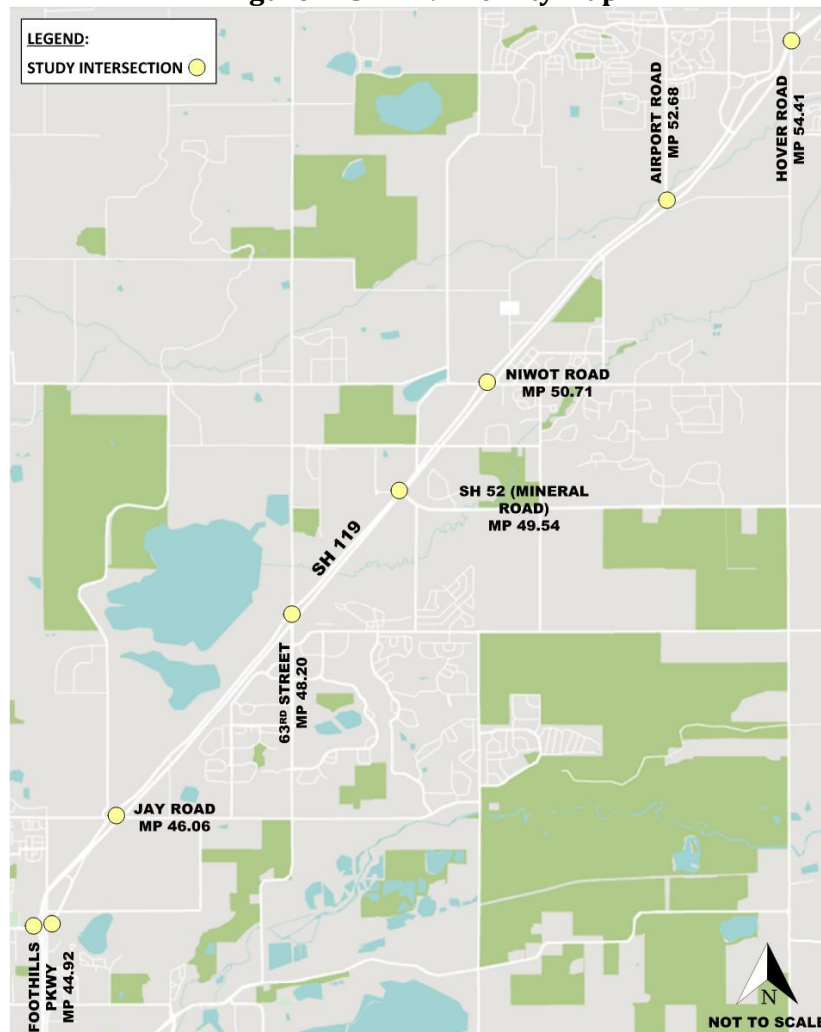 LEGEND:
STUDY INTERSECTION
HOVER ROAD
MP 54.41
AIRPORT ROAD
MP 52.68
NIWOT ROAD
MP 50.71
SH 52 (MINERAL
ROAD)
MP 49.54
SH 119
63RD STREET
MP 48.20
JAY ROAD
MP 46.06
FOOTHILLS
PKWY
MP 44.92
N
NOT TO SCALE